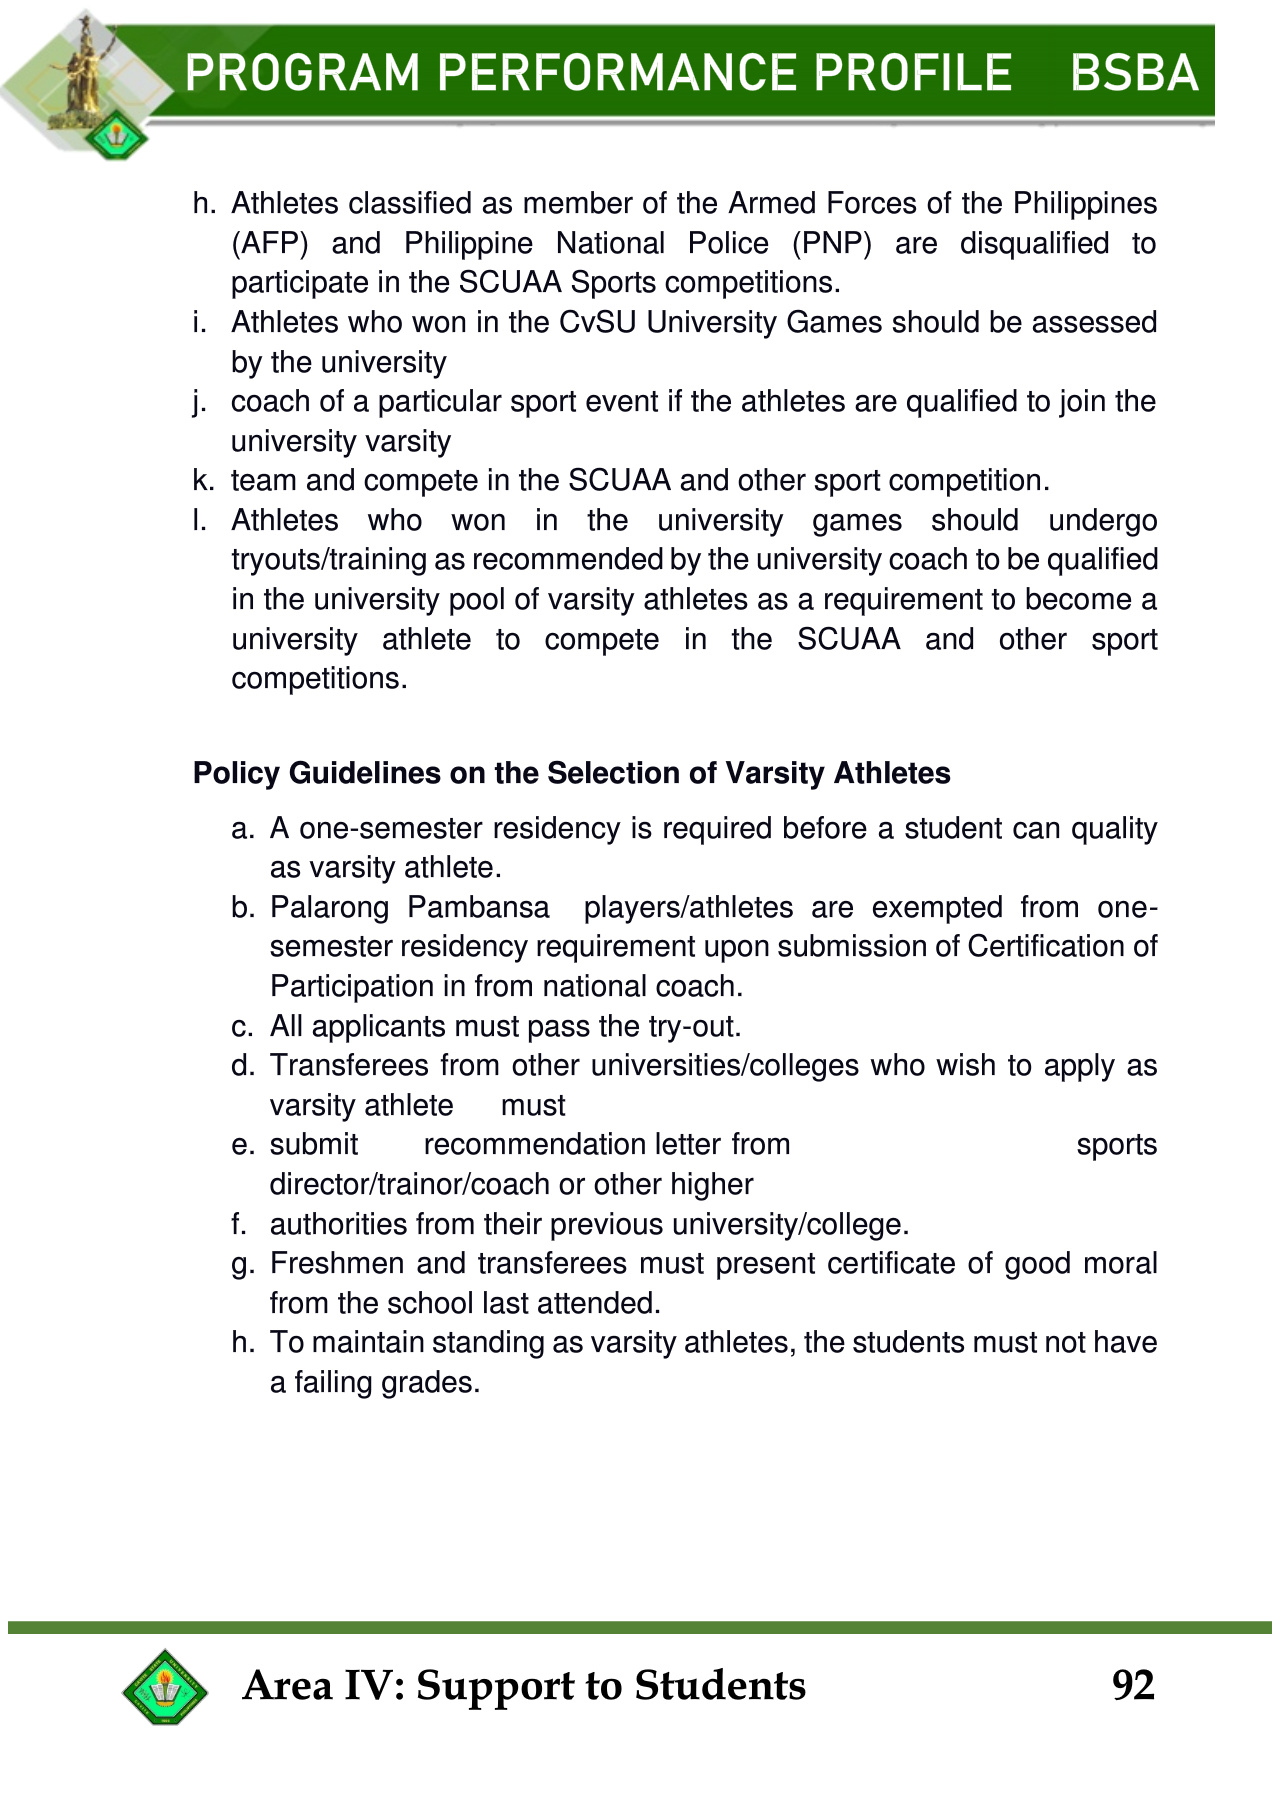 PROGRAM PERFORMANCE PROFILE BSBA
h. Athletes classified as member of the Armed Forces of the Philippines
(AFP) and Philippine National Police (PNP) are disqualified to
participate in the SCUAA Sports competitions.
i. Athletes who won in the CvSU University Games should be assessed
by the university
j. coach of a particular sport event if the athletes are qualified to join the
university varsity
k. team and compete in the SCUAA and other sport competition.
l. Athletes who won in the university games should undergo
tryouts/training as recommended by the university coach to be qualified
in the university pool of varsity athletes as a requirement to become a
university athlete to compete in the SCUAA and other sport
competitions.
Policy Guidelines on the Selection of Varsity Athletes
a. A one-semester residency is required before a student can quality
as varsity athlete.
b. Palarong Pambansa players/athletes are exempted from one-
semester residency requirement upon submission of Certification of
Participation in from national coach.
c. All applicants must pass the try-out.
d. Transferees from other universities/colleges who wish to apply as
varsity athlete must
e. submit recommendation letter from sports
director/trainor/coach or other higher
f. authorities from their previous university/college.
g. Freshmen and transferees must present certificate of good moral
from the school last attended.
h. To maintain standing as varsity athletes, the students must not have
a failing grades.
Area IV: Support to Students 92